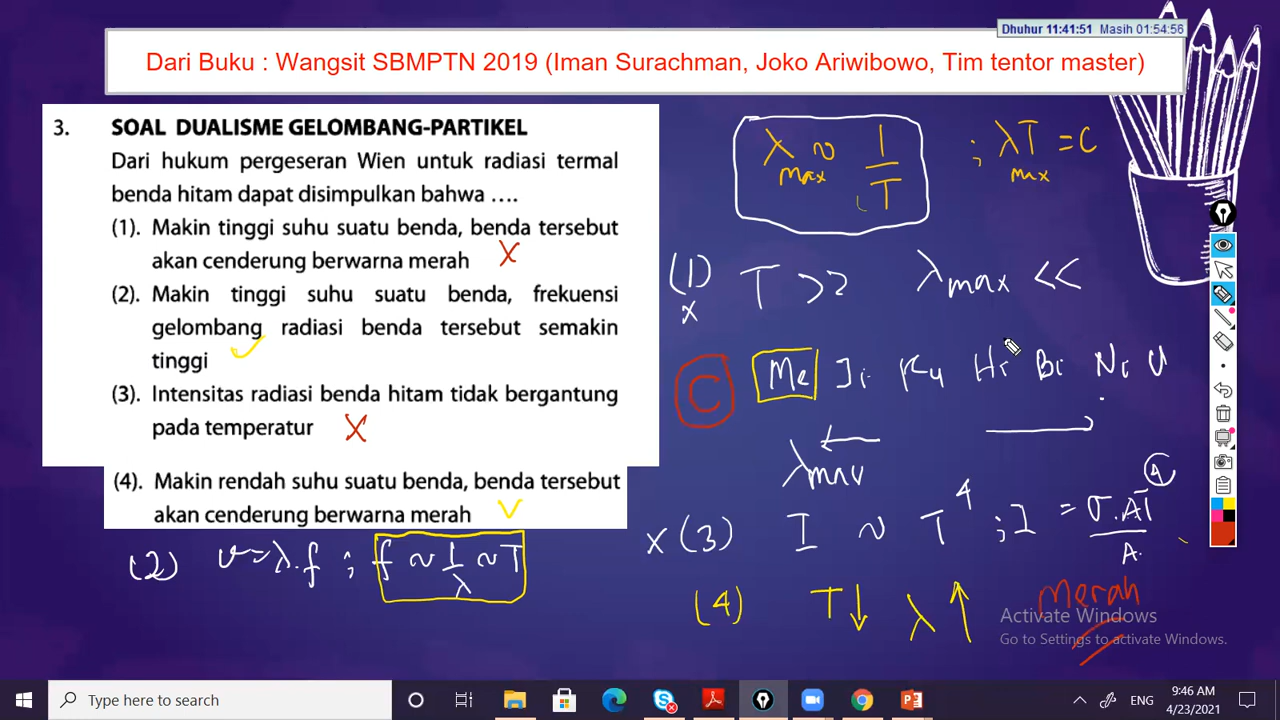 Dhuhur 11:41:51 Masih 01:54:56
Dari Buku : Wangsit SBMPTN 2019 (Iman Surachman, Joko Ariwibowo, Tim tentor master)
3. SOAL DUALISME GELOMBANG-PARTIKEL
Dari hukum pergeseran Wien untuk radiasi termal
benda hitam dapat disimpulkan bahwa ....
(1). Makin tinggi suhu suatu benda, benda tersebut
akan cenderung berwarna merah X
(2). Makin tinggi suhu suatu benda, frekuensi
gelombang radiasi benda tersebut semakin
tinggi
(3). Intensitas radiasi benda hitam tidak bergantung
pada temperatur X
(4). Makin rendah suhu suatu benda, benda tersebut
akan cenderung berwarna merah
(2) v=λ.f ; f ~ 1/λ ~ T
λmax ~ 1/T ; λmax T = C
(1) T >> λmax <<
x
C Me Ji Ku Hi Bi Ni U
λmax
x (3) I ~ T⁴ ; I = σ.AT⁴/A.
(4) T↓ λ↑ Merah
Activate Windows
Go to Settings to activate Windows.
Type here to search
ENG
9:46 AM
4/23/2021